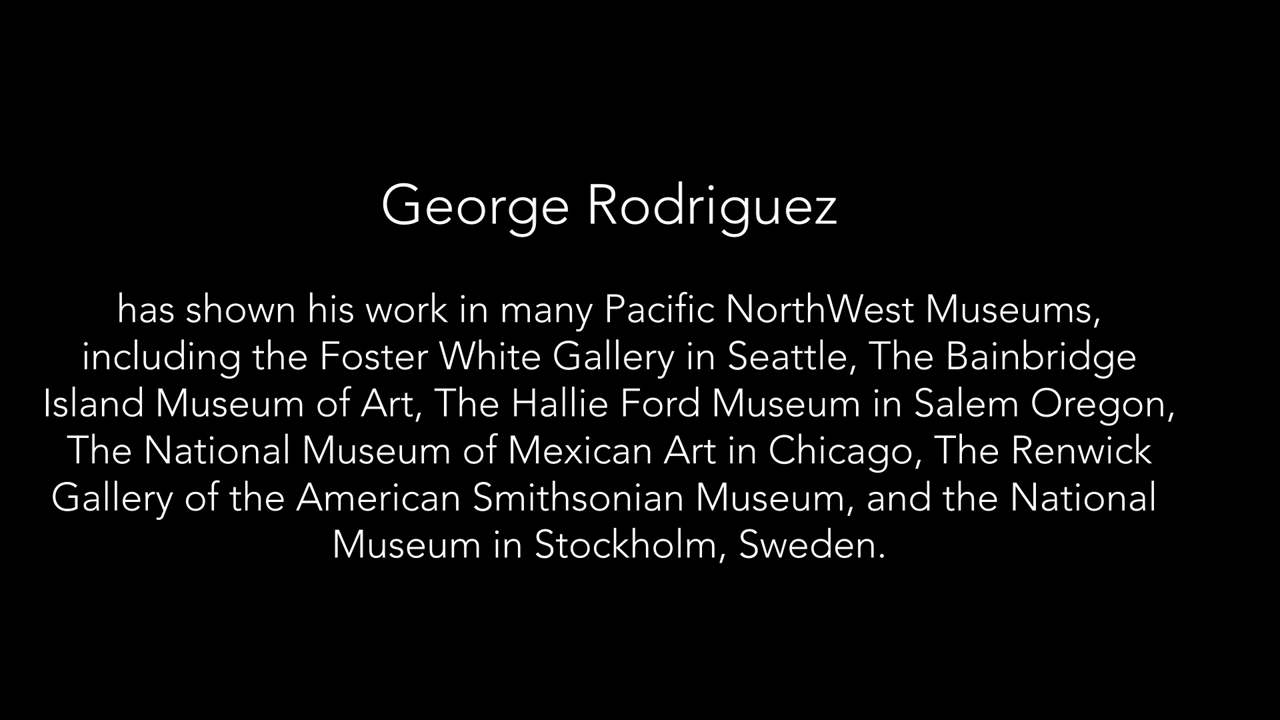 George Rodriguez
has shown his work in many Pacific NorthWest Museums,
including the Foster White Gallery in Seattle, The Bainbridge
Island Museum of Art, The Hallie Ford Museum in Salem Oregon,
The National Museum of Mexican Art in Chicago, The Renwick
Gallery of the American Smithsonian Museum, and the National
Museum in Stockholm, Sweden.